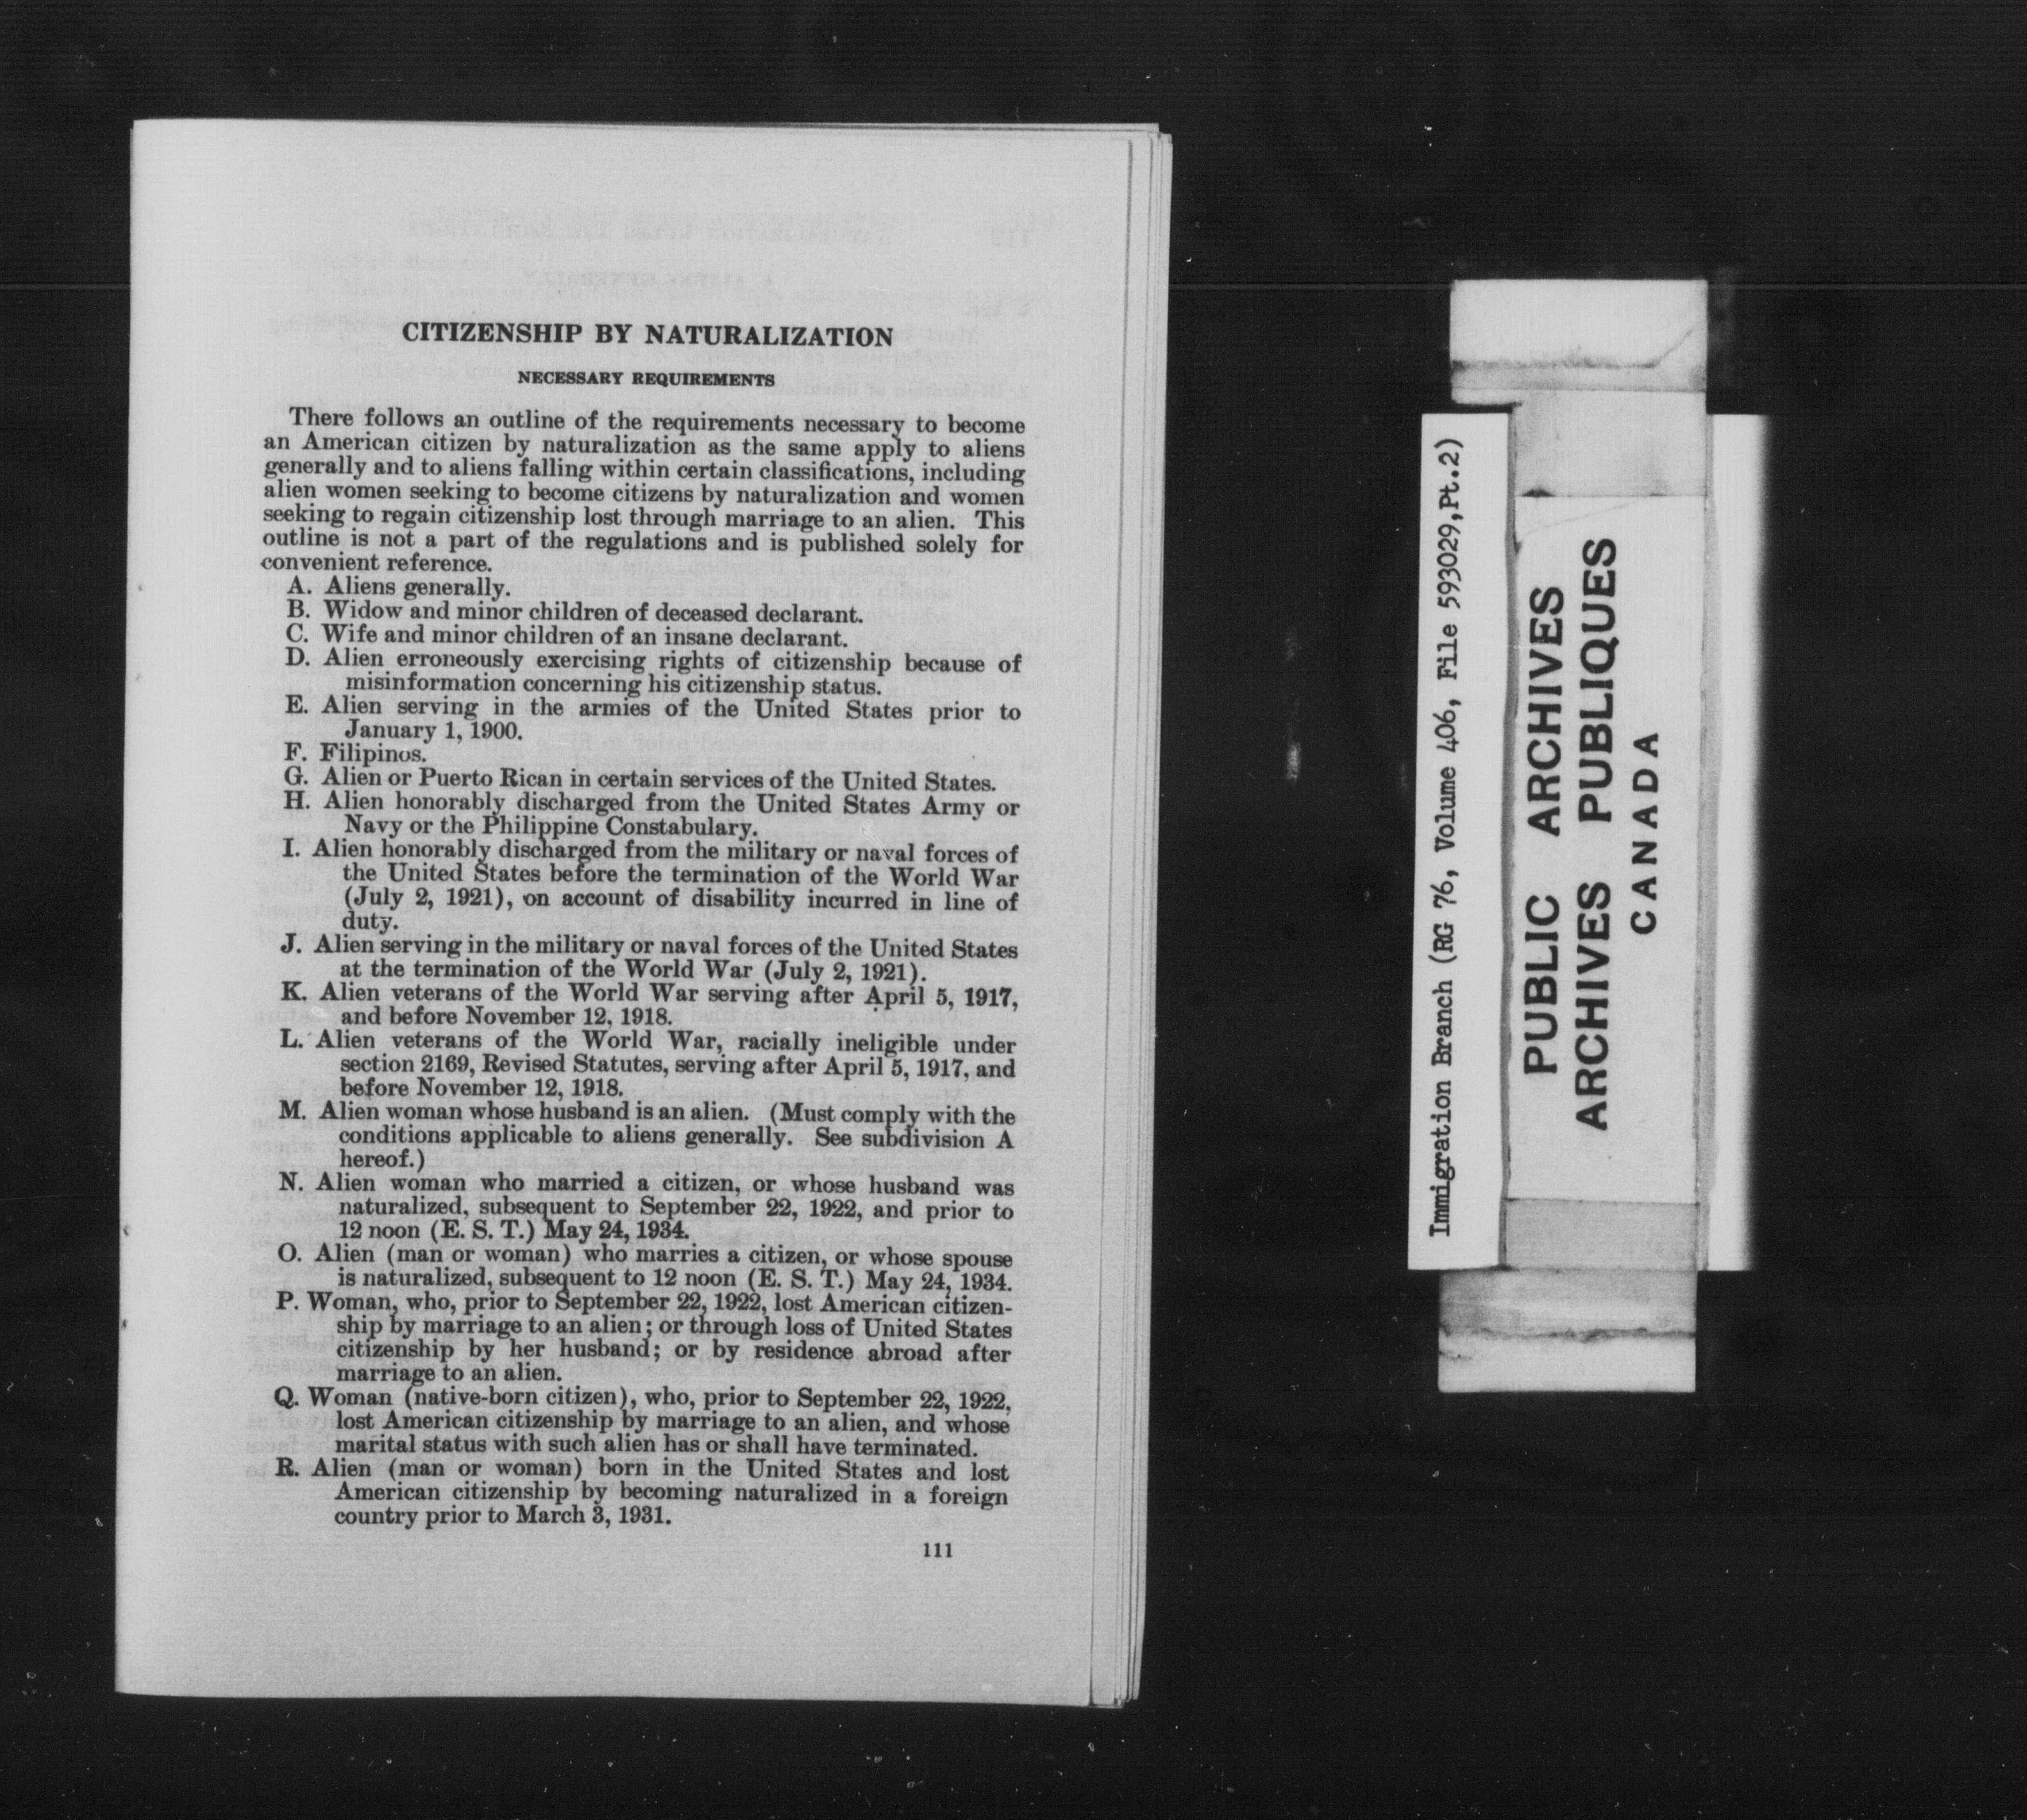 CITIZENSHIP BY NATURALIZATION
NECESSARY REQUIREMENTS
There follows an outline of the requirements necessary to become
an American citizen by naturalization as the same apply to aliens
generally and to aliens falling within certain classifications, including
alien women seeking to become citizens by naturalization and women
seeking to regain citizenship lost through marriage to an alien. This
outline is not a part of the regulations and is published solely for
convenient reference.
A. Aliens generally.
B. Widow and minor children of deceased declarant.
C. Wife and minor children of an insane declarant.
D. Alien erroneously exercising rights of citizenship because of
misinformation concerning his citizenship status.
E. Alien serving in the armies of the United States prior to
January 1, 1900.
F. Filipinos.
G. Alien or Puerto Rican in certain services of the United States.
H. Alien honorably discharged from the United States Army or
Navy or the Philippine Constabulary.
I. Alien honorably discharged from the military or naval forces of
the United States before the termination of the World War
(July 2, 1921), on account of disability incurred in line of
duty.
J. Alien serving in the military or naval forces of the United States
at the termination of the World War (July 2, 1921).
K. Alien veterans of the World War serving after April 5, 1917,
and before November 12, 1918.
L. Alien veterans of the World War, racially ineligible under
section 2169, Revised Statutes, serving after April 5, 1917, and
before November 12, 1918.
M. Alien woman whose husband is an alien. (Must comply with the
conditions applicable to aliens generally. See subdivision A
hereof.)
N. Alien woman who married a citizen, or whose husband was
naturalized, subsequent to September 22, 1922, and prior to
12 noon (E. S. T.) May 24, 1934.
O. Alien (man or woman) who marries a citizen, or whose spouse
is naturalized, subsequent to 12 noon (E. S. T.) May 24, 1934.
P. Woman, who, prior to September 22, 1922, lost American citizen-
ship by marriage to an alien; or through loss of United States
citizenship by her husband; or by residence abroad after
marriage to an alien.
Q. Woman (native-born citizen), who, prior to September 22, 1922,
lost American citizenship by marriage to an alien, and whose
marital status with such alien has or shall have terminated.
R. Alien (man or woman) born in the United States and lost
American citizenship by becoming naturalized in a foreign
country prior to March 3, 1931.
111
Immigration Branch (RG 76, Volume 406, File 593029,Pt.2)
PUBLIC ARCHIVES
ARCHIVES PUBLIQUES
CANADA